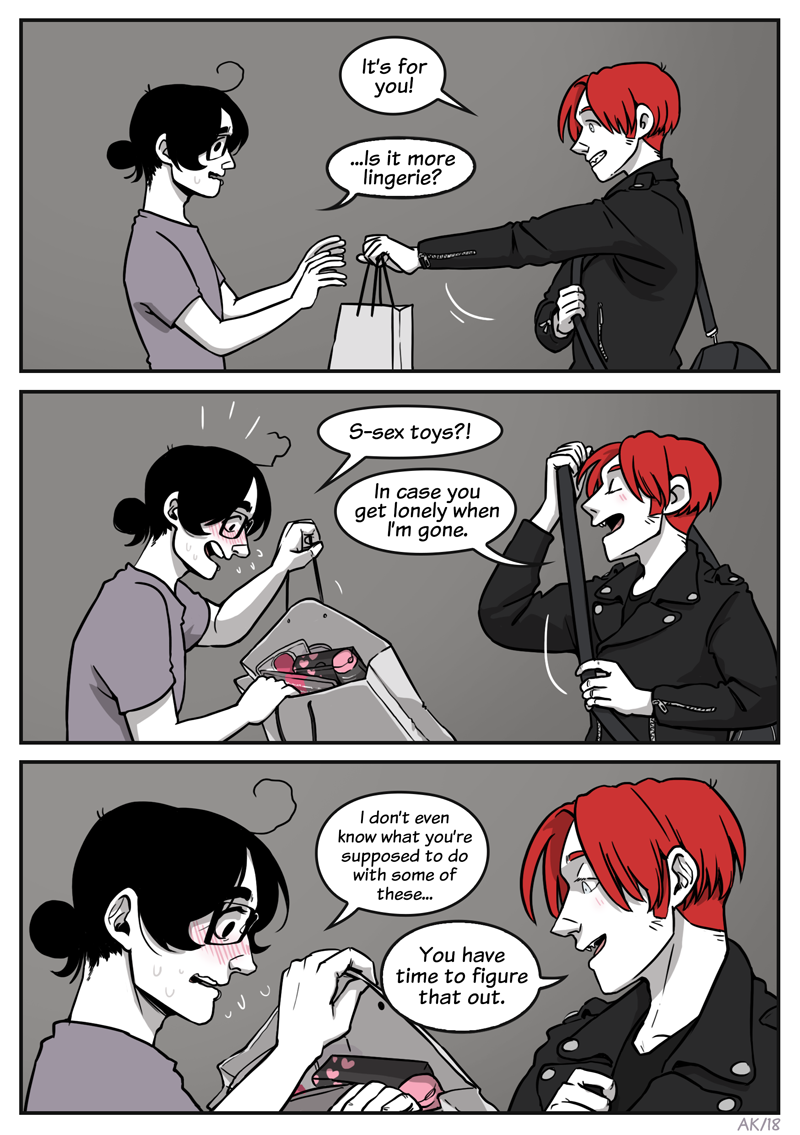 It's for
you!
...Is it more
lingerie?
S-sex toys?!
In case you
get lonely when
I'm gone.
I don't even
know what you're
supposed to do
with some of
these...
You have
time to figure
that out.
AK/18